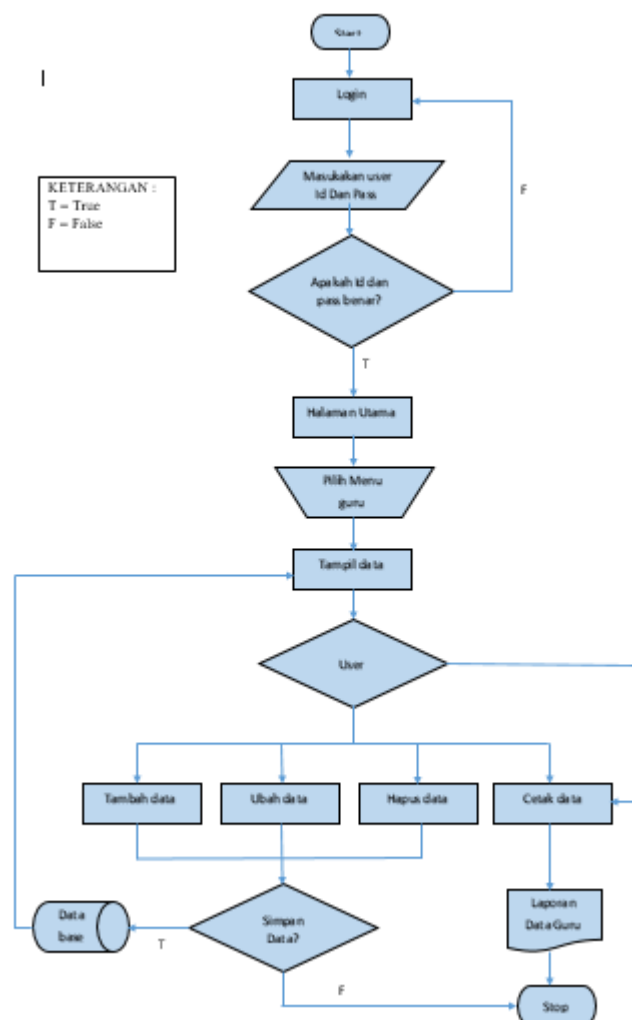 Start
Login
KETERANGAN :
T = True
F = False
Masukakan user
Id Dan Pass
F
Apakah Id dan
pass benar?
T
Halaman Utama
Pilih Menu
guru
Tampil data
User
Tambah data
Ubah data
Hapus data
Cetak data
Data
base
T
Simpan
Data?
F
Laporan
Data Guru
Stop